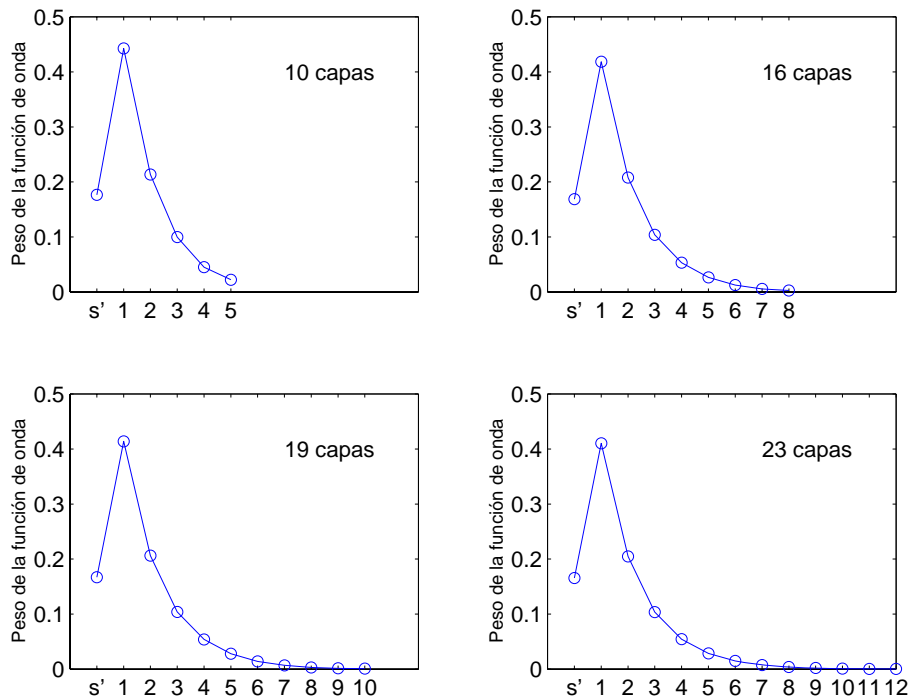 Peso de la función de onda
0.5
0.4
0.3
0.2
0.1
0
10 capas
s' 1 2 3 4 5
Peso de la función de onda
0.5
0.4
0.3
0.2
0.1
0
16 capas
s' 1 2 3 4 5 6 7 8
Peso de la función de onda
0.5
0.4
0.3
0.2
0.1
0
19 capas
s' 1 2 3 4 5 6 7 8 9 10
Peso de la función de onda
0.5
0.4
0.3
0.2
0.1
0
23 capas
s' 1 2 3 4 5 6 7 8 9 10 11 12